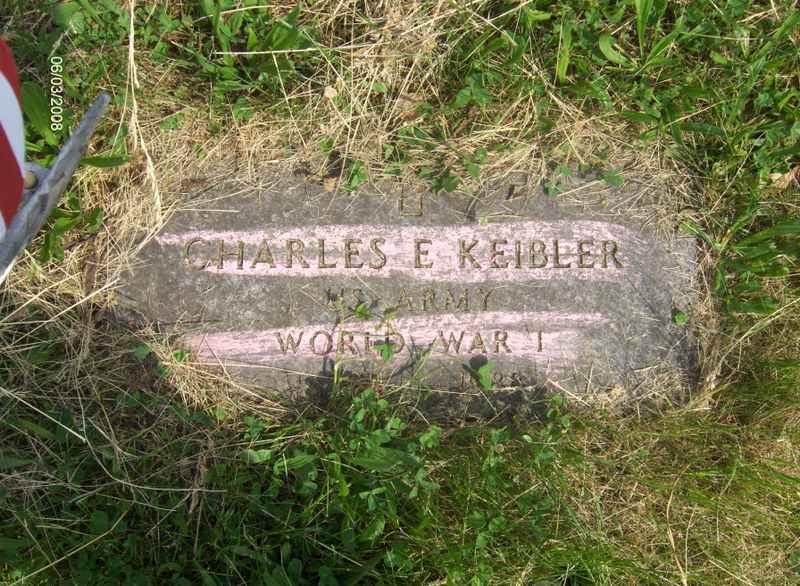 06/03/2008
CHARLES E KEIBLER
US ARMY
WORLD WAR I